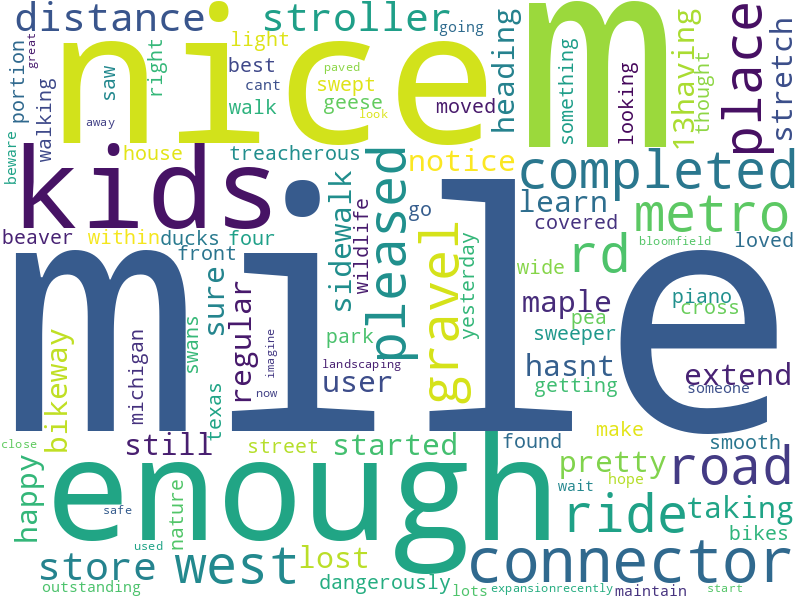 distance
stroller
going
nice
m
portion
great
walking
saw
right
light
best
cant
paved
swept
look
walk
geese
moved
heading
something
looking
13haying
thought
place
stretch
away
beware
house
treacherous
notice
completed
kids
pleased
learn
metro
beaver
within
ducks
four
front
sidewalk
wildlife
go
covered
bloomfield
loved
rd
mile
gravel
yesterday
wide
sure
regular
park
maple
pea
piano
cross
sweeper
michigan
swans
imagine
landscaping
user
hasnt
extend
bikeway
texas
now
getting
someone
close
still
street
started
found
make
smooth
enough
pretty
road
happy
nature
safe
used
wait
hope
ride
taking
bikes
store
west
lost
connector
outstanding
dangerously
lots
expansionrecently
maintain
start